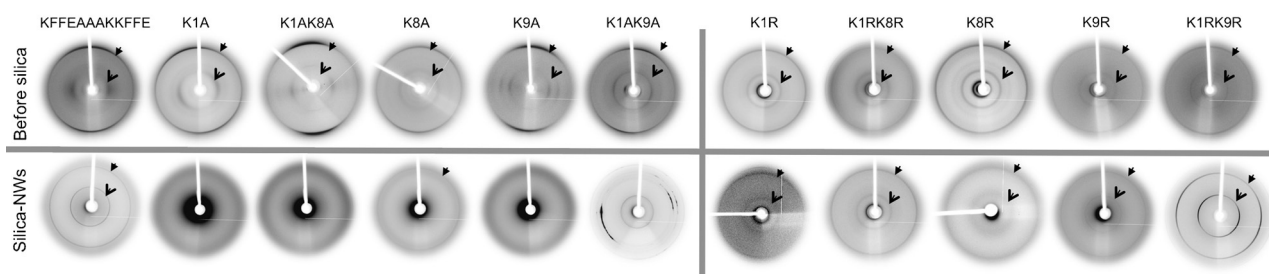 KFFEAAAKKFFE K1A K1AK8A K8A K9A K1AK9A K1R K1RK8R K8R K9R K1RK9R
Before silica
Silica-NWs